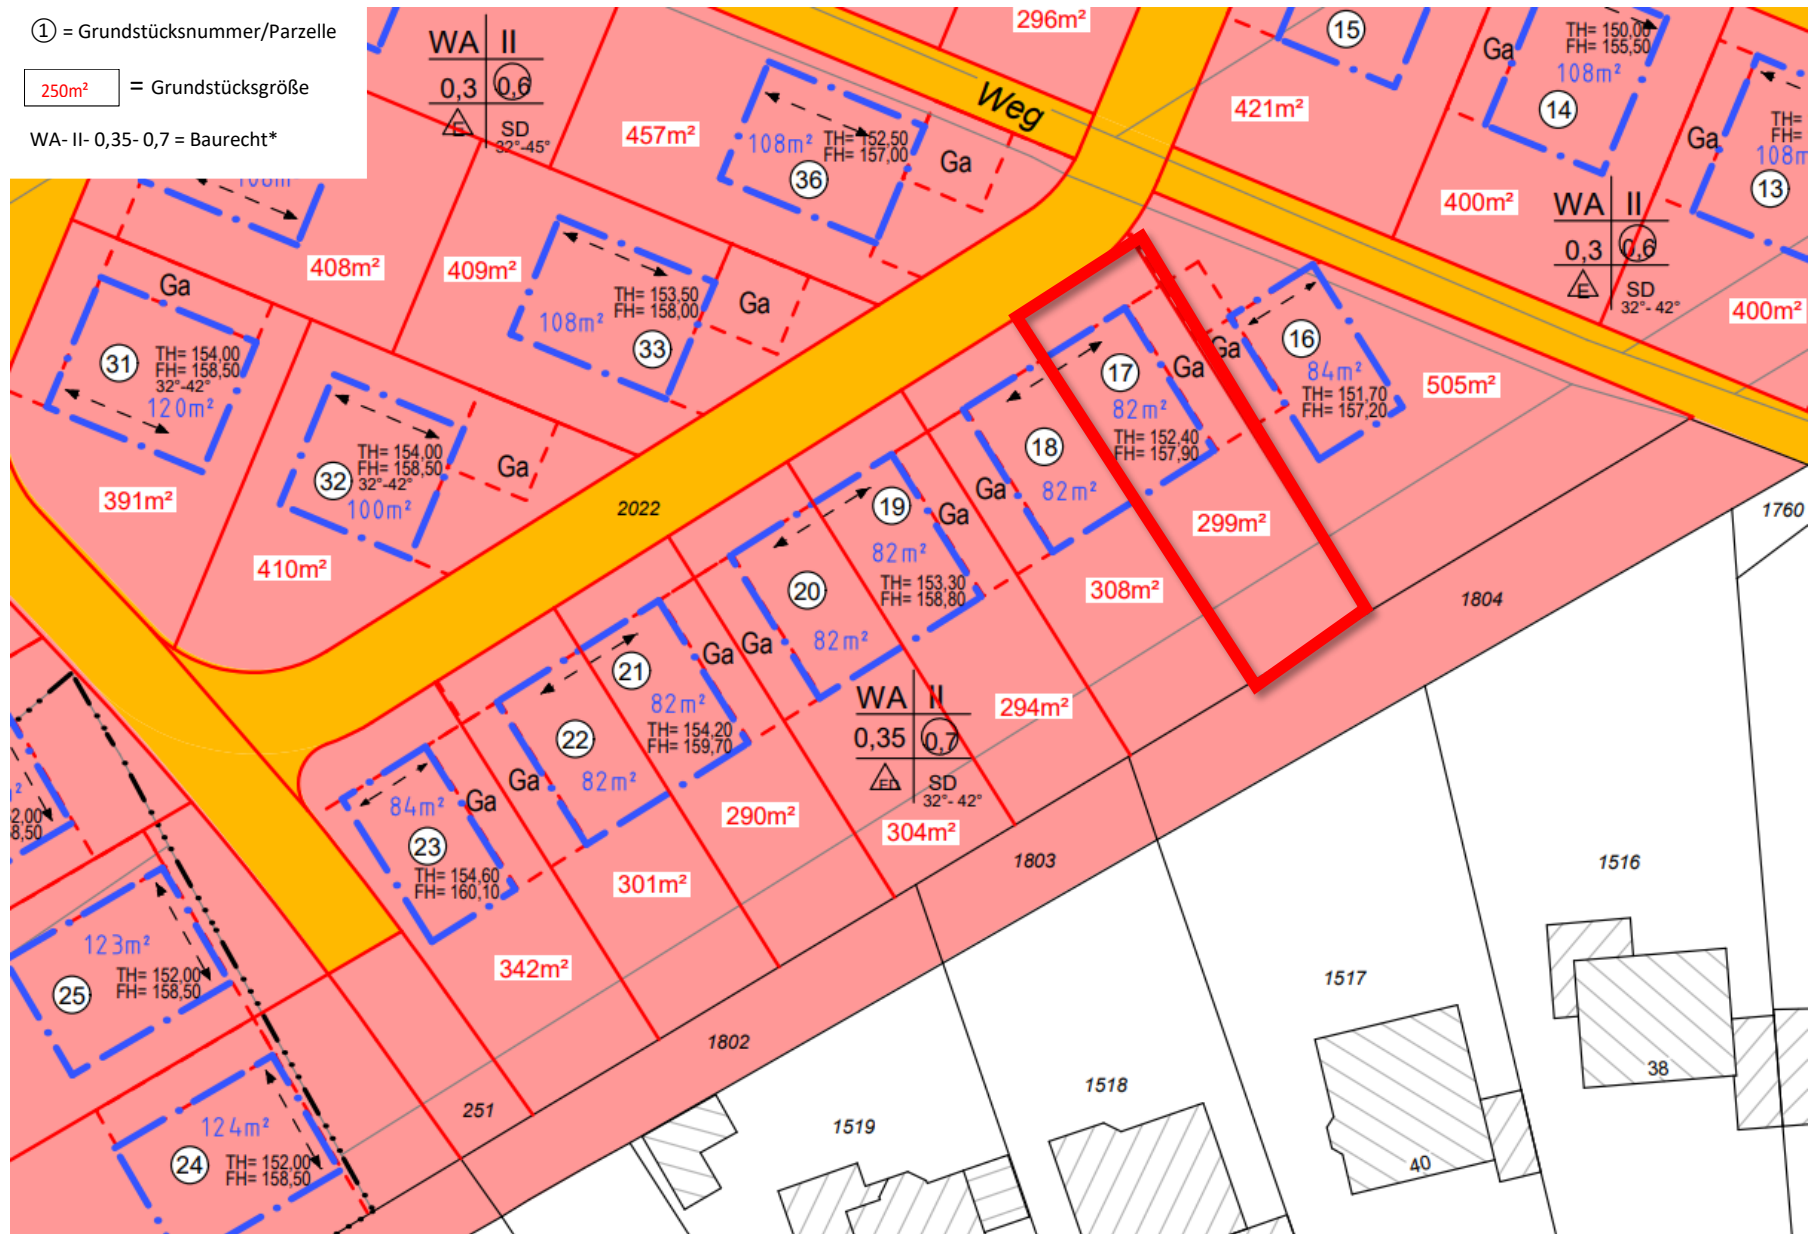 ① = Grundstücksnummer/Parzelle
250m² = Grundstücksgröße
WA- II- 0,35- 0,7 = Baurecht*
WA II
0,3 0,6
E SD
32°-45°
296m²
457m²
108m²
TH= 152,50
FH= 157,00
36
Ga
Weg
15
421m²
Ga
TH= 150,00
FH= 155,50
108m²
14
400m²
Ga
TH=
FH=
13
WA II
0,3 0,6
E SD
32°- 42°
400m²
408m²
409m²
108m²
TH= 153,50
FH= 158,00
33
Ga
Ga
31
TH= 154,00
FH= 158,50
32°-42°
120m²
391m²
32
TH= 154,00
FH= 158,50
32°-42°
100m²
Ga
410m²
2022
16
84m²
TH= 151,70
FH= 157,20
Ga
505m²
17
82m²
TH= 152,40
FH= 157,90
Ga
299m²
18
82m²
Ga
308m²
19
82m²
TH= 153,30
FH= 158,80
Ga
294m²
20
82m²
Ga
304m²
21
82m²
TH= 154,20
FH= 159,70
Ga
290m²
22
82m²
Ga
301m²
23
84m²
TH= 154,60
FH= 160,10
Ga
342m²
WA II
0,35 0,7
ED SD
32°- 42°
123m²
TH= 152,00
FH= 158,50
25
124m²
TH= 152,00
FH= 158,50
24
251
1802
1803
1804
1760
1516
1517
1518
1519
38
40